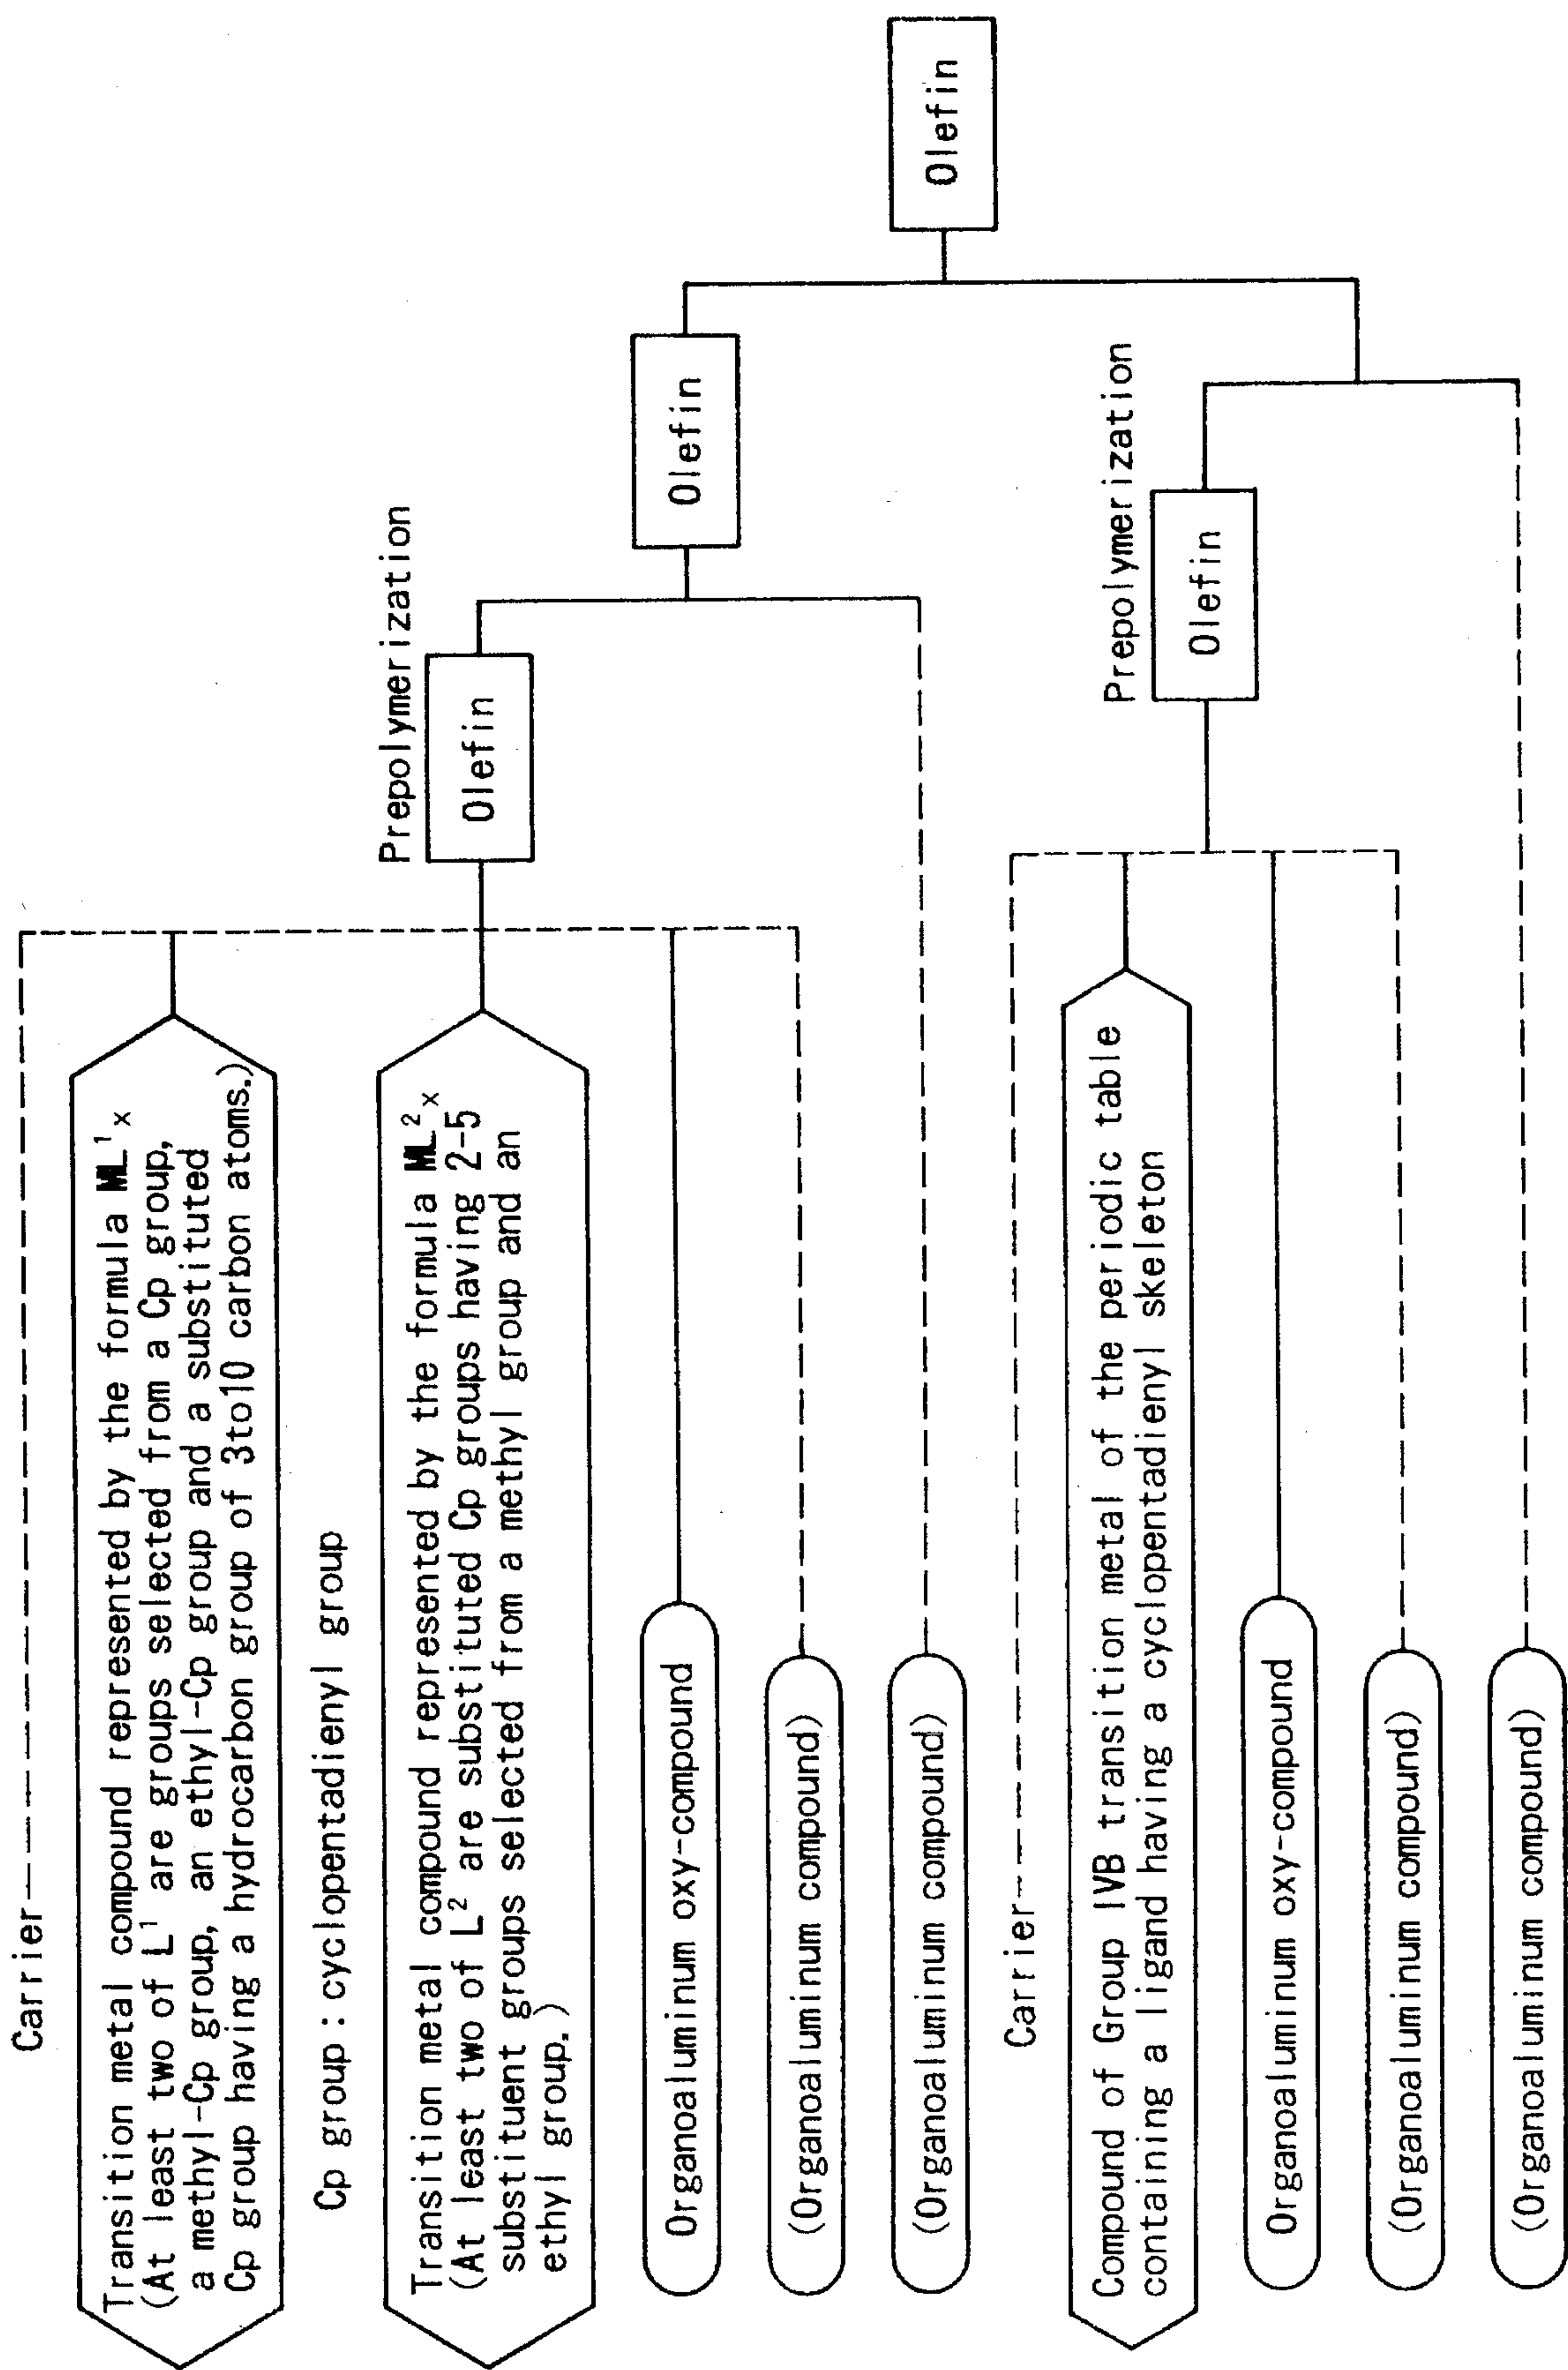 Carrier
Transition metal compound represented by the formula ML¹ₓ
(At least two of L¹ are groups selected from a Cp group,
a methyl-Cp group, an ethyl-Cp group and a substituted
Cp group having a hydrocarbon group of 3to10 carbon atoms.)
Cp group : cyclopentadienyl group
Transition metal compound represented by the formula ML²ₓ
(At least two of L² are substituted Cp groups having 2-5
substituent groups selected from a methyl group and an
ethyl group.)
Organoaluminum oxy-compound
(Organoaluminum compound)
(Organoaluminum compound)
Prepolymerization
Olefin
Olefin
Olefin
Carrier
Compound of Group IVB transition metal of the periodic table
containing a ligand having a cyclopentadienyl skeleton
Organoaluminum oxy-compound
(Organoaluminum compound)
(Organoaluminum compound)
Prepolymerization
Olefin